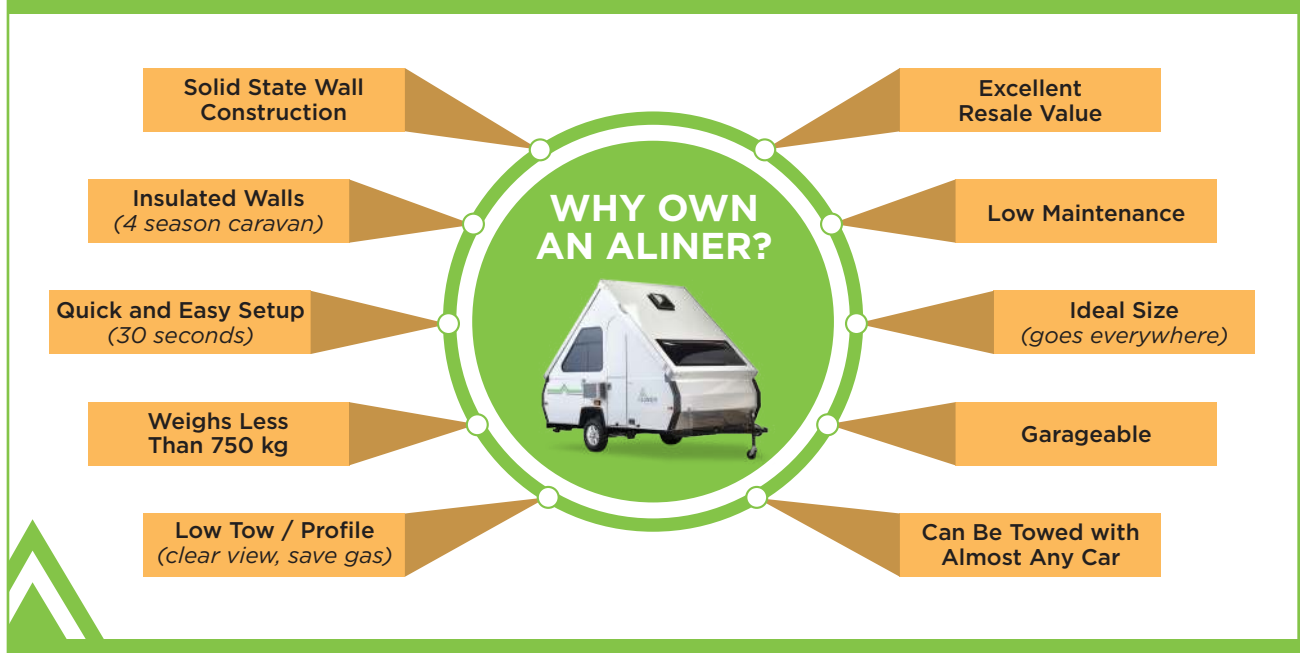 WHY OWN
AN ALINER?
Solid State Wall
Construction
Insulated Walls
(4 season caravan)
Quick and Easy Setup
(30 seconds)
Weighs Less
Than 750 kg
Low Tow / Profile
(clear view, save gas)
Excellent
Resale Value
Low Maintenance
Ideal Size
(goes everywhere)
Garageable
Can Be Towed with
Almost Any Car
ALINER